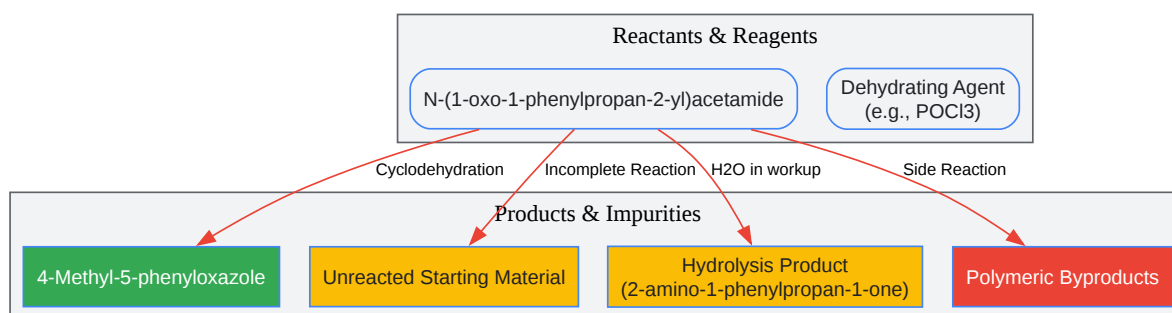 Reactants & Reagents
N-(1-oxo-1-phenylpropan-2-yl)acetamide
Dehydrating Agent
(e.g., POCl3)
Cyclodehydration
Incomplete Reaction
H2O in workup
Side Reaction
Products & Impurities
4-Methyl-5-phenyloxazole
Unreacted Starting Material
Hydrolysis Product
(2-amino-1-phenylpropan-1-one)
Polymeric Byproducts